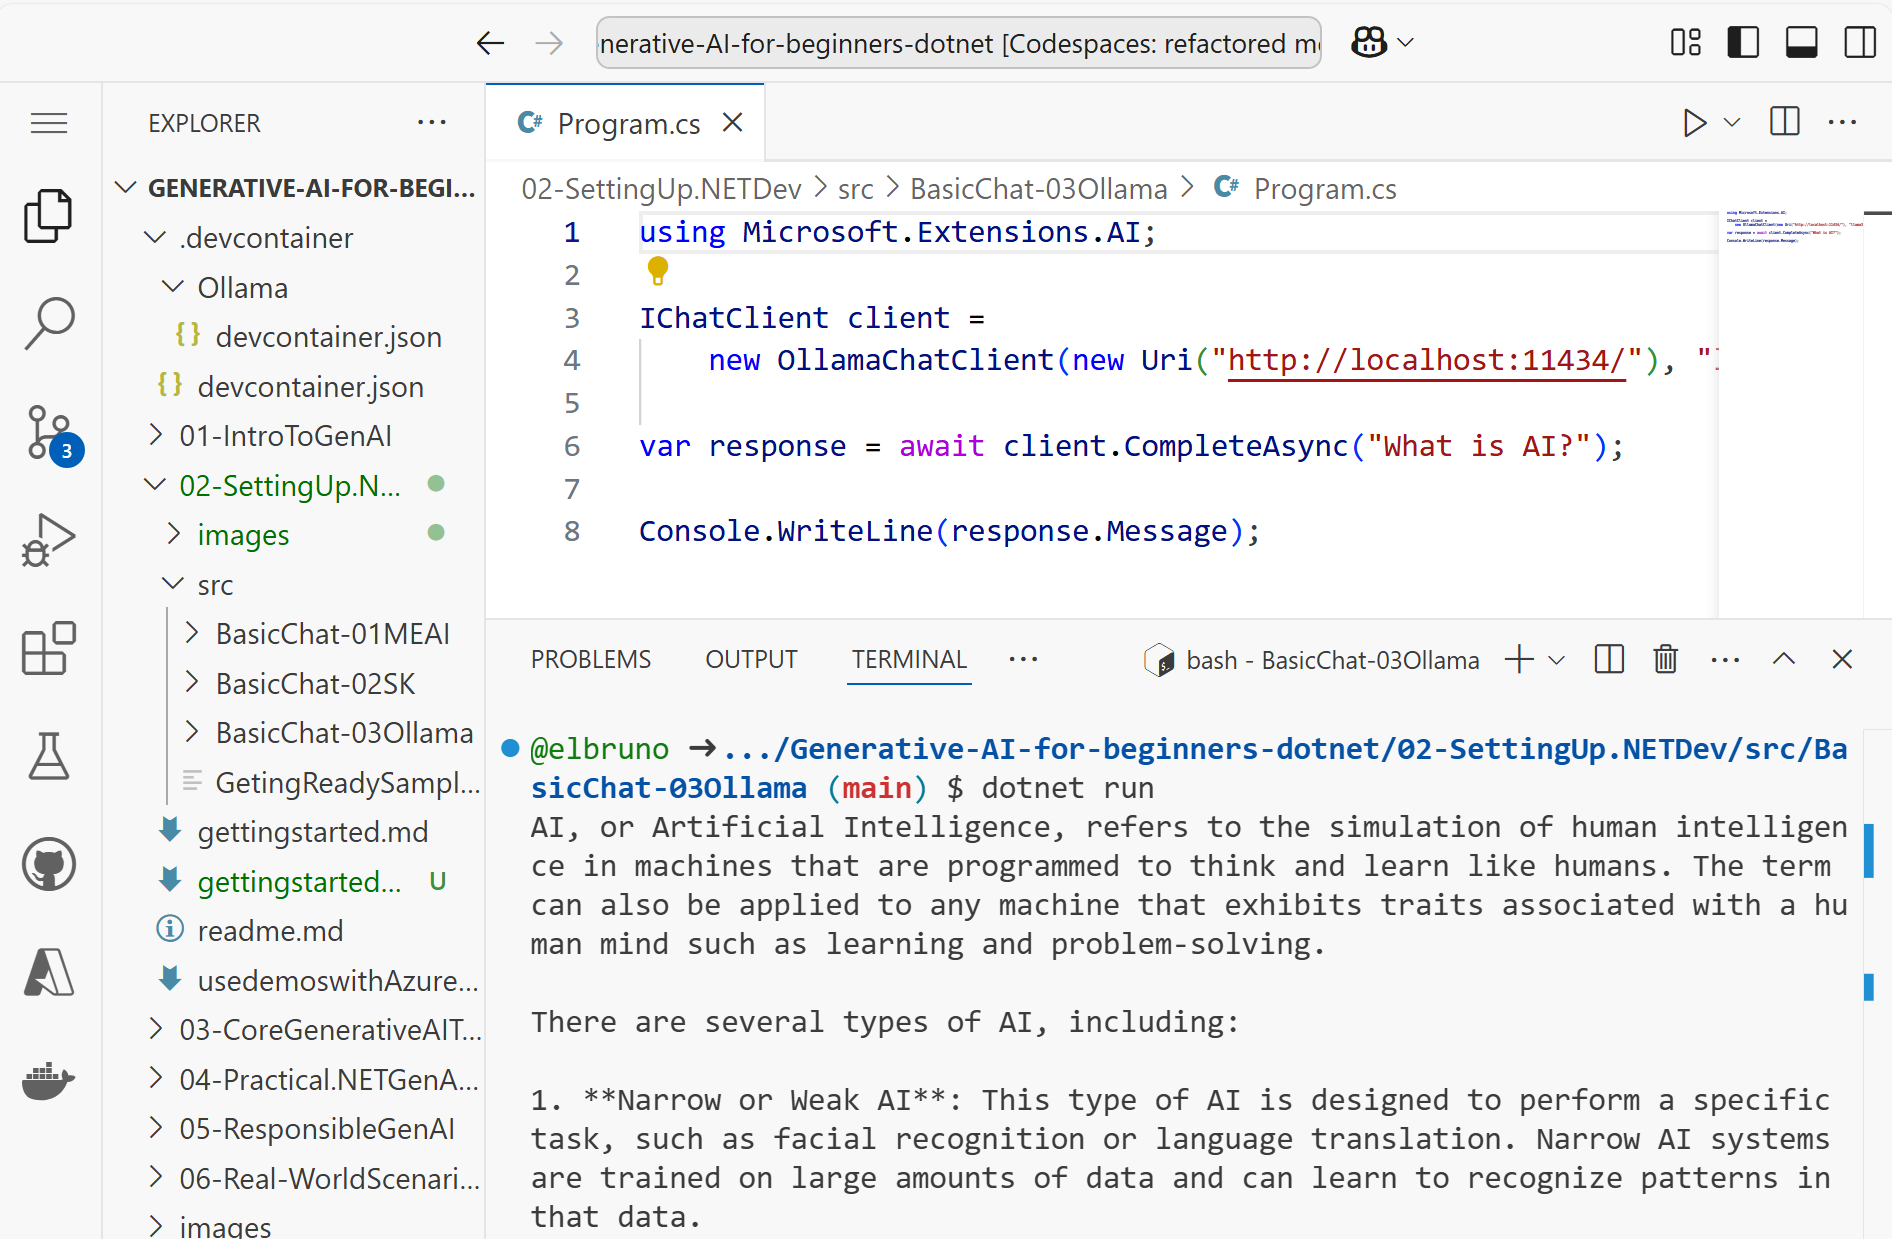 nerative-AI-for-beginners-dotnet [Codespaces: refactored
EXPLORER
Program.cs
GENERATIVE-AI-FOR-BEGI...
.devcontainer
Ollama
{} devcontainer.json
{} devcontainer.json
01-IntroToGenAI
3
02-SettingUp.N...
images
src
BasicChat-01MEAI
BasicChat-02SK
BasicChat-03Ollama
GetingReadySampl...
gettingstarted.md
gettingstarted... U
readme.md
usedemoswithAzure...
03-CoreGenerativeAIT...
04-Practical.NETGenA...
05-ResponsibleGenAI
06-Real-WorldScenari...
images
02-SettingUp.NETDev > src > BasicChat-03Ollama > C# Program.cs
1 using Microsoft.Extensions.AI;
2
3 IChatClient client =
4 new OllamaChatClient(new Uri("http://localhost:11434/"), "
5
6 var response = await client.CompleteAsync("What is AI?");
7
8 Console.WriteLine(response.Message);
PROBLEMS OUTPUT TERMINAL ... bash - BasicChat-03Ollama
@elbruno → .../Generative-AI-for-beginners-dotnet/02-SettingUp.NETDev/src/Ba
sicChat-03Ollama (main) $ dotnet run
AI, or Artificial Intelligence, refers to the simulation of human intelligen
ce in machines that are programmed to think and learn like humans. The term
can also be applied to any machine that exhibits traits associated with a hu
man mind such as learning and problem-solving.
There are several types of AI, including:
1. **Narrow or Weak AI**: This type of AI is designed to perform a specific
task, such as facial recognition or language translation. Narrow AI systems
are trained on large amounts of data and can learn to recognize patterns in
that data.